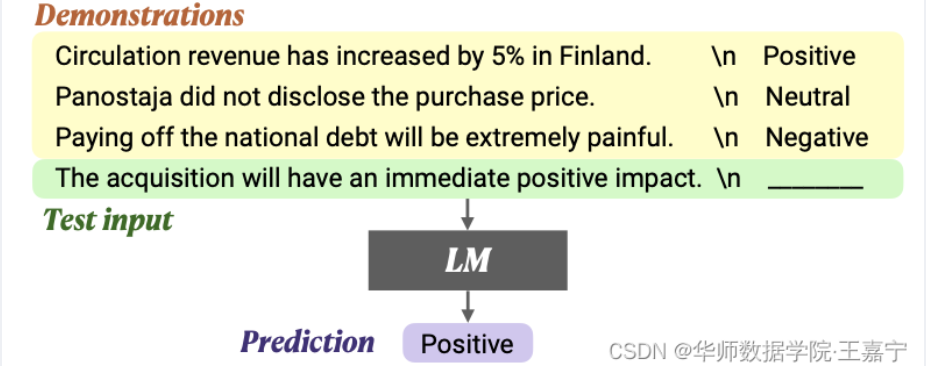 Demonstrations
Circulation revenue has increased by 5% in Finland. \n Positive
Panostaja did not disclose the purchase price. \n Neutral
Paying off the national debt will be extremely painful. \n Negative
The acquisition will have an immediate positive impact. \n ________
Test input
LM
Prediction Positive
CSDN @华师数据学院·王嘉宁